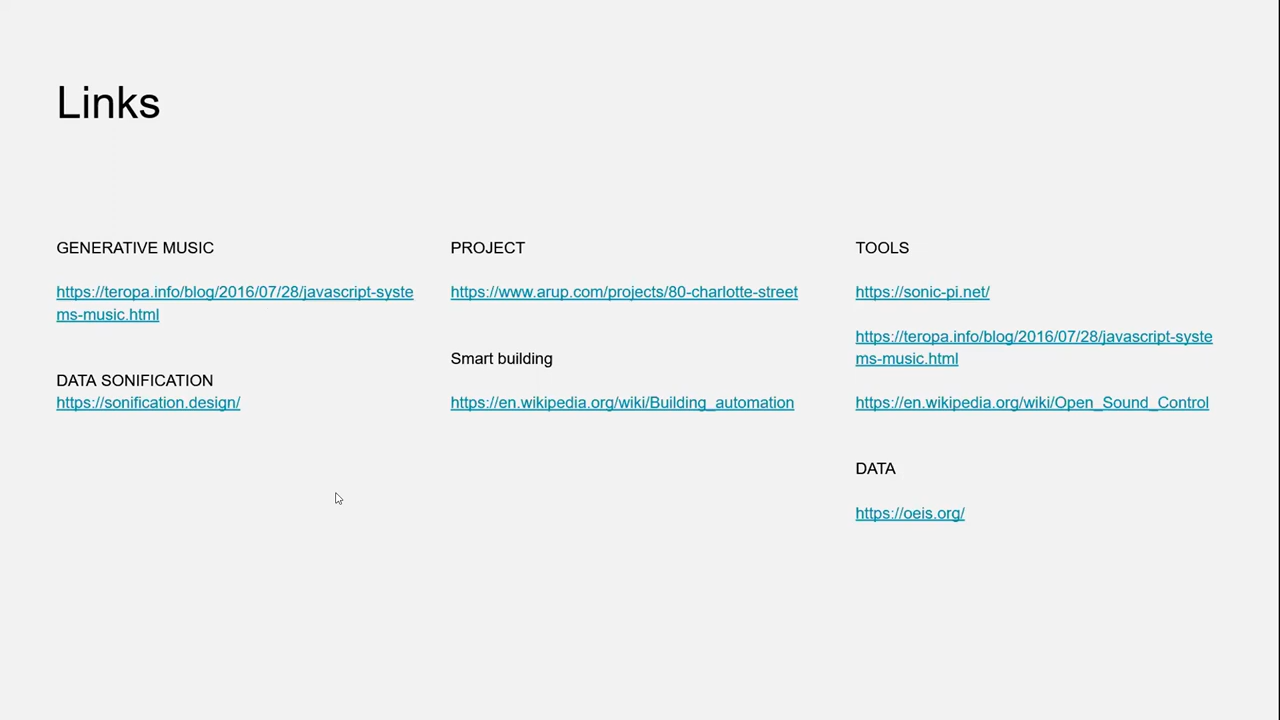 Links
GENERATIVE MUSIC
https://teropa.info/blog/2016/07/28/javascript-syste
ms-music.html
DATA SONIFICATION
https://sonification.design/
PROJECT
https://www.arup.com/projects/80-charlotte-street
Smart building
https://en.wikipedia.org/wiki/Building_automation
TOOLS
https://sonic-pi.net/
https://teropa.info/blog/2016/07/28/javascript-syste
ms-music.html
https://en.wikipedia.org/wiki/Open_Sound_Control
DATA
https://oeis.org/